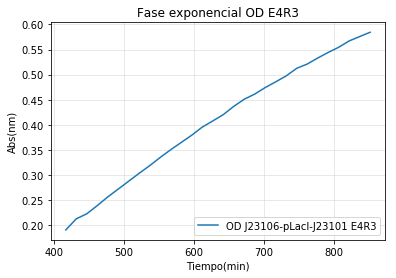 Fase exponencial OD E4R3
0.60
0.55
0.50
0.45
0.40
0.35
0.30
0.25
0.20
Abs(nm)
400 500 600 700 800
Tiempo(min)
OD J23106-pLacI-J23101 E4R3